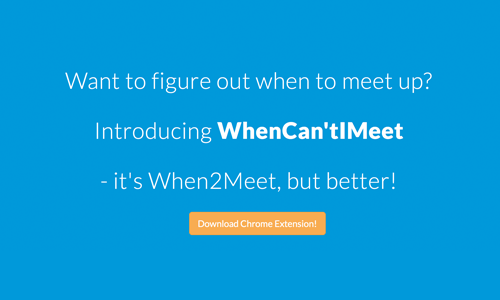 Want to figure out when to meet up?
Introducing WhenCan'tIMeet
- it's When2Meet, but better!
Download Chrome Extension!